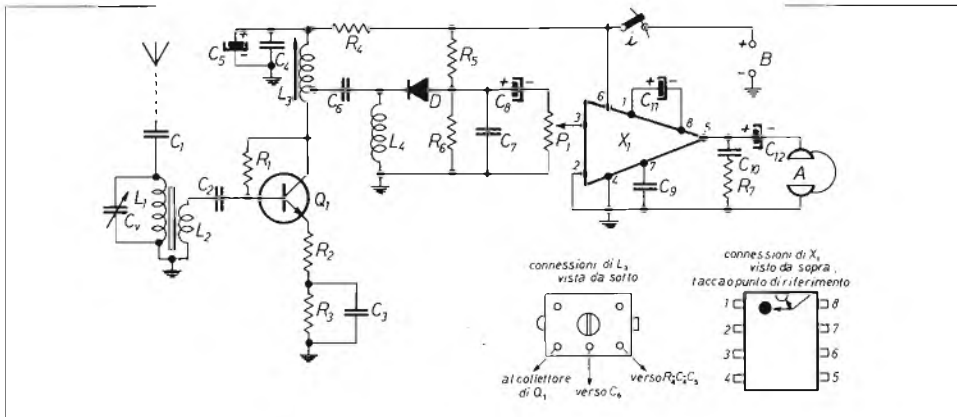 C5
+
-
C4
L3
R4
R5
i
+
B
-
C6
D
+
-
C8
R6
C7
P1
L4
C1
R1
L1
Cv
C2
L2
Q1
R2
R3
C3
6
1
+
-
C11
8
3
X1
5
2
4
7
C9
+
-
C12
C10
R7
A
connessioni di L3
vista da sotto
al collettore
di Q1
verso C6
verso R4-C4-C5
connessioni di X1
visto da sopra,
tacca o punto di riferimento
1
2
3
4
8
7
6
5